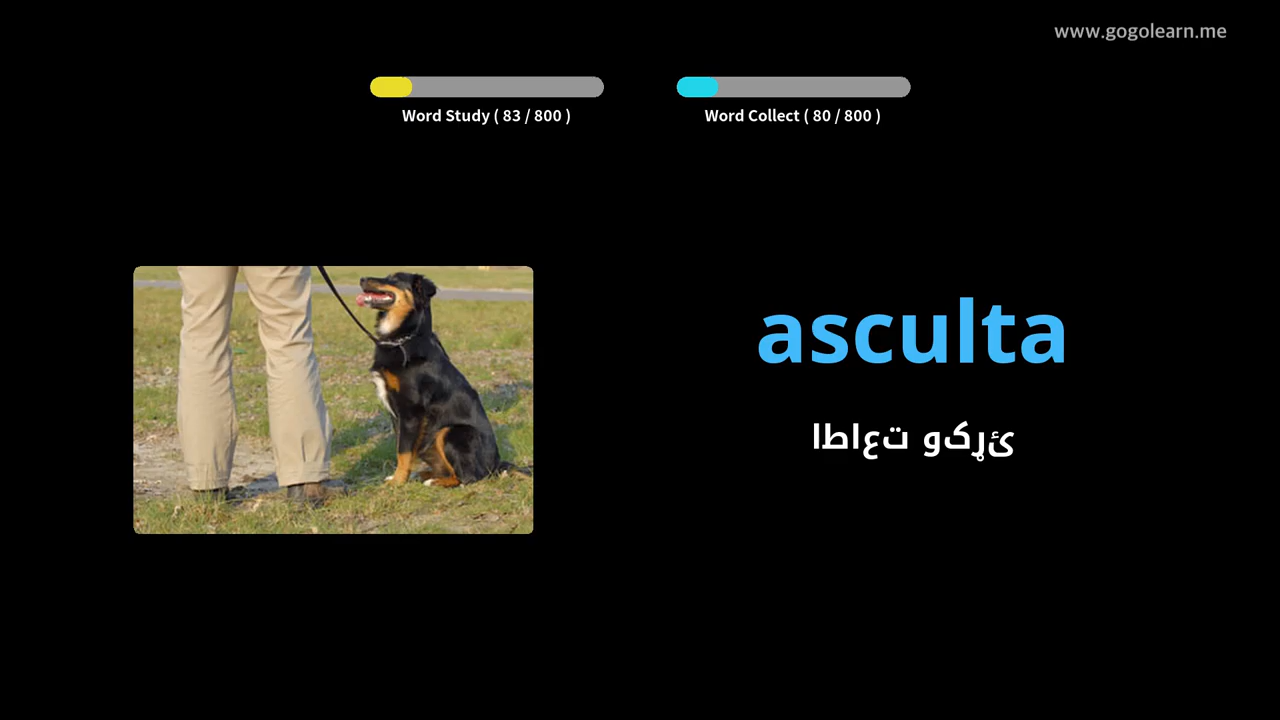 www.gogolearn.me
Word Study ( 83 / 800 )
Word Collect ( 80 / 800 )
asculta
اطاعت وکړئ